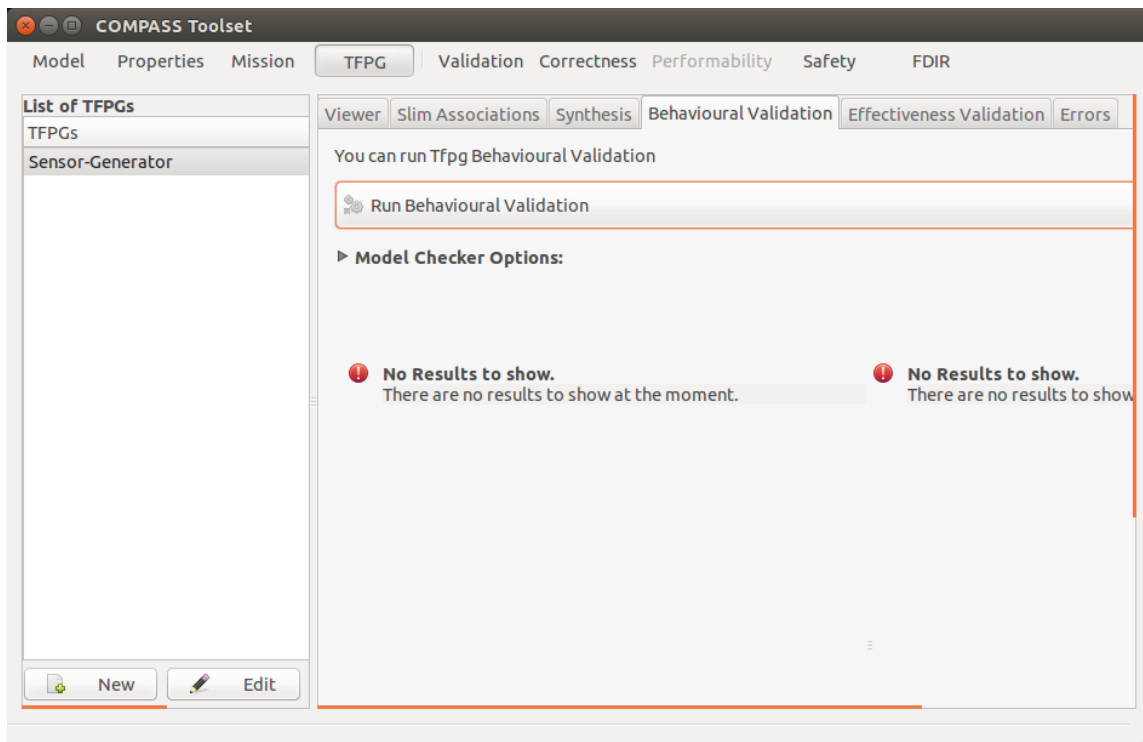 COMPASS Toolset
Model Properties Mission TFPG Validation Correctness Performability Safety FDIR
List of TFPGs
TFPGs
Sensor-Generator
Viewer Slim Associations Synthesis Behavioural Validation Effectiveness Validation Errors
You can run Tfpg Behavioural Validation
Run Behavioural Validation
Model Checker Options:
No Results to show.
There are no results to show at the moment.
No Results to show.
There are no results to show
New Edit